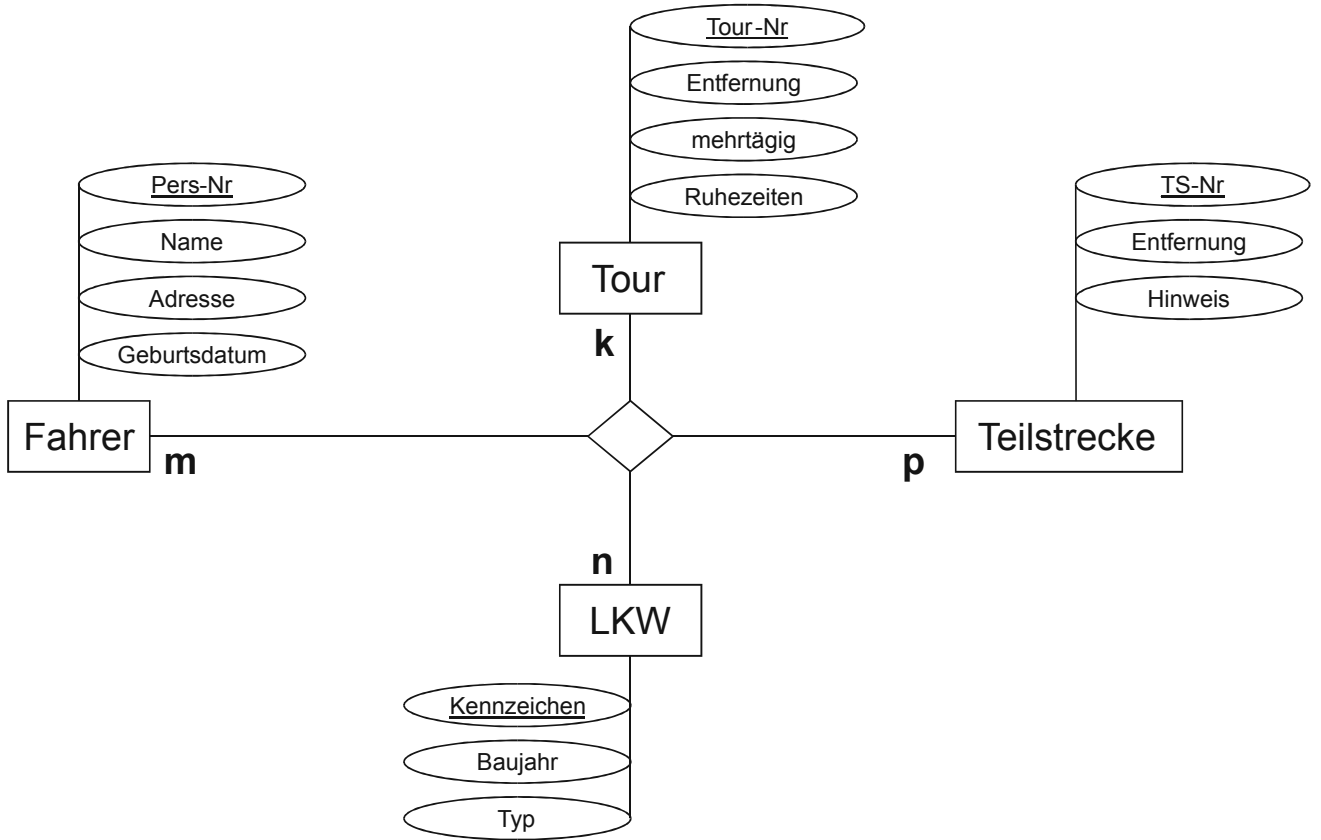 Tour-Nr
Entfernung
mehrtägig
Ruhezeiten
Tour
k
Pers-Nr
Name
Adresse
Geburtsdatum
Fahrer
m
TS-Nr
Entfernung
Hinweis
Teilstrecke
p
n
LKW
Kennzeichen
Baujahr
Typ